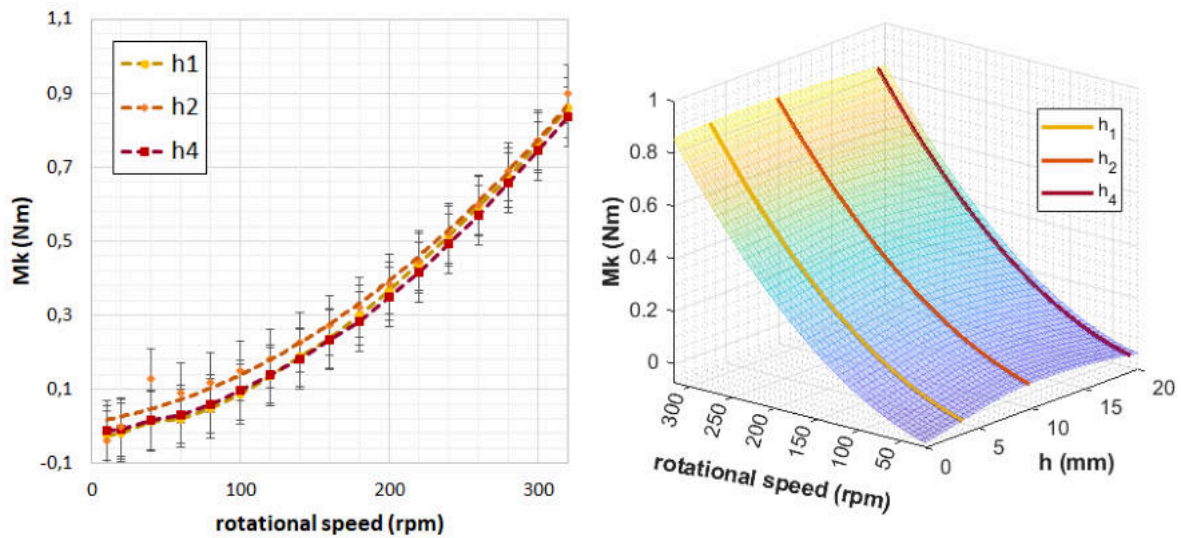 1,1
0,9
0,7
0,5
0,3
0,1
-0,1
Mk (Nm)
h1
h2
h4
0 100 200 300
rotational speed (rpm)
1
0.8
0.6
0.4
0.2
0
Mk (Nm)
h1
h2
h4
300 250 200 150 100 50
rotational speed (rpm)
0 5 10 15 20
h (mm)